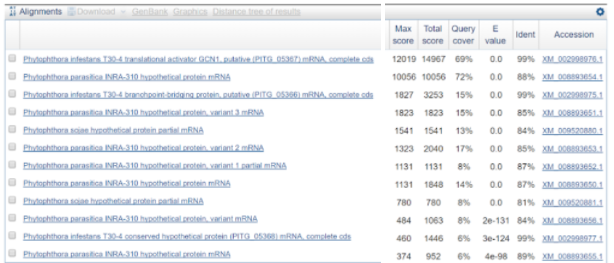 Alignments Download GenBank Graphics Distance tree of results
Max score Total score Query cover E value Ident Accession
Phytophthora infestans T30-4 translational activator GCN1, putative (PITG_05367) mRNA, complete cds 12019 14967 69% 0.0 99% XM_002998976.1
Phytophthora parasitica INRA-310 hypothetical protein mRNA 10056 10056 72% 0.0 88% XM_008893654.1
Phytophthora infestans T30-4 branchpoint-bridging protein, putative (PITG_05366) mRNA, complete cds 1827 3253 15% 0.0 99% XM_002998975.1
Phytophthora parasitica INRA-310 hypothetical protein, variant 3 mRNA 1823 1823 15% 0.0 85% XM_008893651.1
Phytophthora sojae hypothetical protein partial mRNA 1541 1541 13% 0.0 84% XM_009520880.1
Phytophthora parasitica INRA-310 hypothetical protein, variant 2 mRNA 1323 2040 17% 0.0 85% XM_008893653.1
Phytophthora parasitica INRA-310 hypothetical protein, variant 1 partial mRNA 1131 1131 8% 0.0 87% XM_008893652.1
Phytophthora parasitica INRA-310 hypothetical protein mRNA 1131 1848 14% 0.0 87% XM_008893650.1
Phytophthora sojae hypothetical protein partial mRNA 780 780 8% 0.0 81% XM_009520881.1
Phytophthora parasitica INRA-310 hypothetical protein, variant mRNA 484 1063 8% 2e-131 84% XM_008893656.1
Phytophthora infestans T30-4 conserved hypothetical protein (PITG_05368) mRNA, complete cds 460 1446 6% 3e-124 99% XM_002998977.1
Phytophthora parasitica INRA-310 hypothetical protein mRNA 374 952 6% 4e-98 89% XM_008893655.1